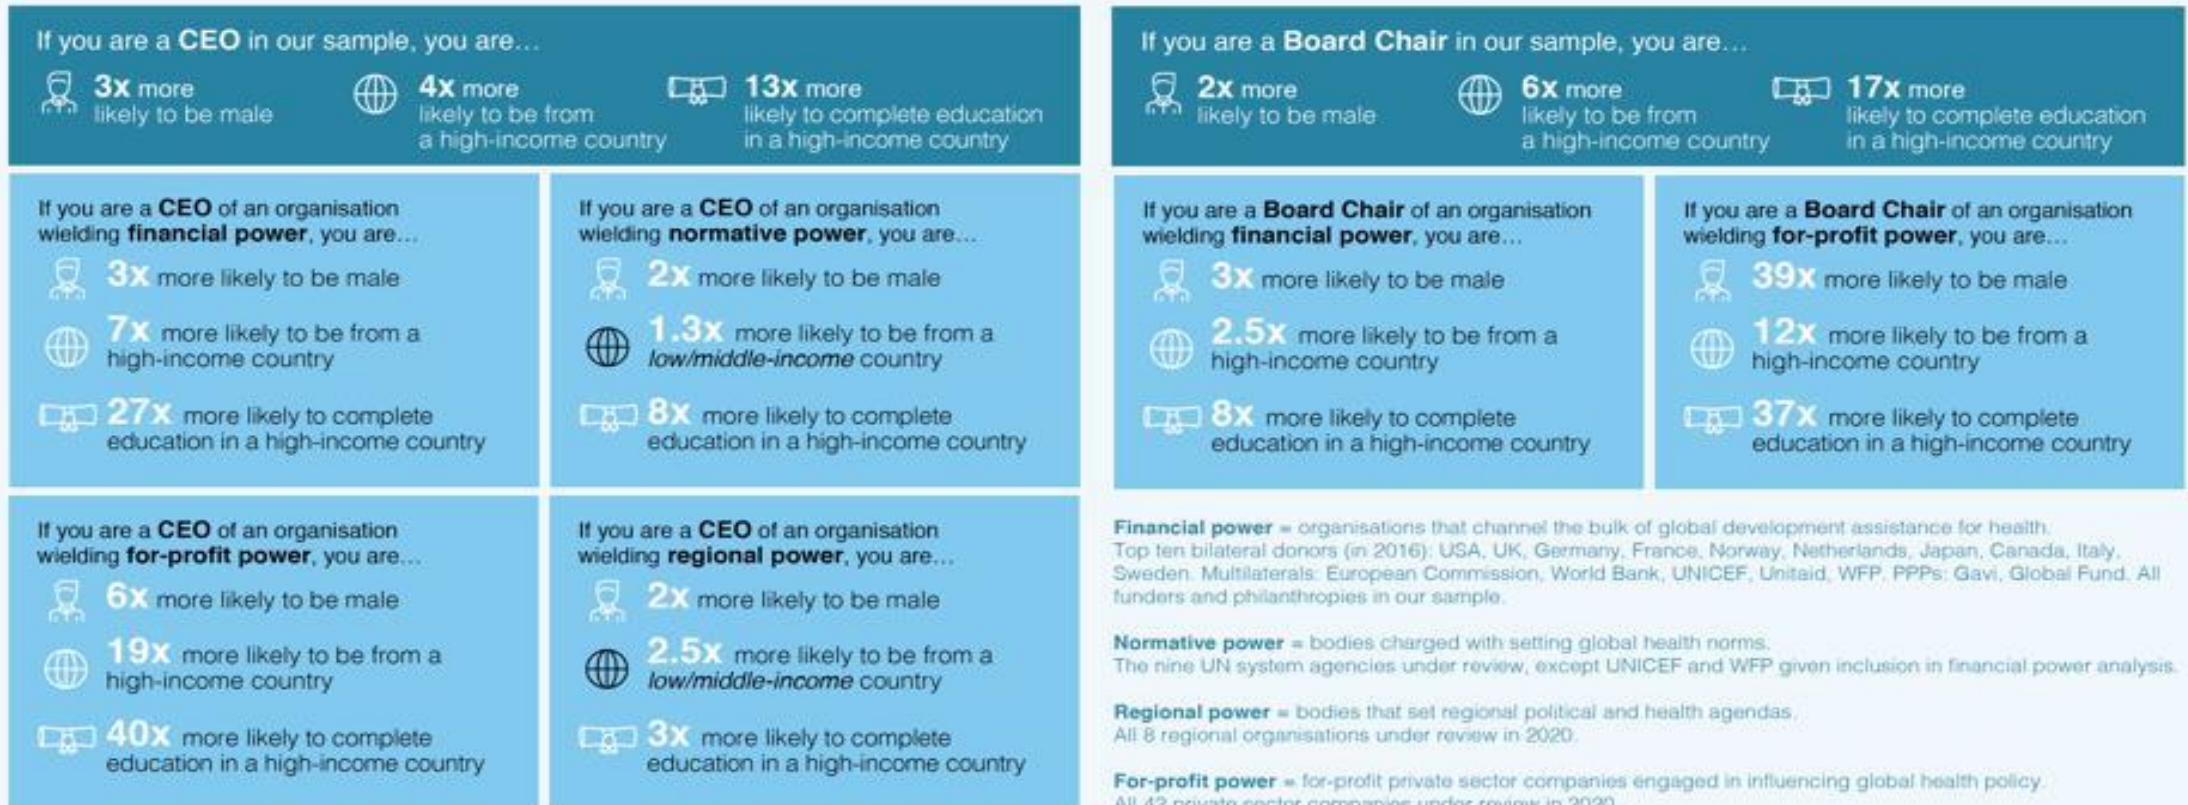 If you are a CEO in our sample, you are...
3x more
likely to be male
4x more
likely to be from
a high-income country
13x more
likely to complete education
in a high-income country
If you are a CEO of an organisation
wielding financial power, you are...
3x more likely to be male
7x more likely to be from a
high-income country
27x more likely to complete
education in a high-income country
If you are a CEO of an organisation
wielding normative power, you are...
2x more likely to be male
1.3x more likely to be from a
low/middle-income country
8x more likely to complete
education in a high-income country
If you are a CEO of an organisation
wielding for-profit power, you are...
6x more likely to be male
19x more likely to be from a
high-income country
40x more likely to complete
education in a high-income country
If you are a CEO of an organisation
wielding regional power, you are...
2x more likely to be male
2.5x more likely to be from a
low/middle-income country
3x more likely to complete
education in a high-income country
If you are a Board Chair in our sample, you are...
2x more
likely to be male
6x more
likely to be from
a high-income country
17x more
likely to complete education
in a high-income country
If you are a Board Chair of an organisation
wielding financial power, you are...
3x more likely to be male
2.5x more likely to be from a
high-income country
8x more likely to complete
education in a high-income country
If you are a Board Chair of an organisation
wielding for-profit power, you are...
39x more likely to be male
12x more likely to be from a
high-income country
37x more likely to complete
education in a high-income country
Financial power = organisations that channel the bulk of global development assistance for health.
Top ten bilateral donors (in 2016): USA, UK, Germany, France, Norway, Netherlands, Japan, Canada, Italy,
Sweden. Multilaterals: European Commission, World Bank, UNICEF, Unitaid, WFP. PPPs: Gavi, Global Fund. All
funders and philanthropies in our sample.
Normative power = bodies charged with setting global health norms.
The nine UN system agencies under review, except UNICEF and WFP given inclusion in financial power analysis.
Regional power = bodies that set regional political and health agendas.
All 8 regional organisations under review in 2020.
For-profit power = for-profit private sector companies engaged in influencing global health policy.
All 42 private sector companies under review in 2020